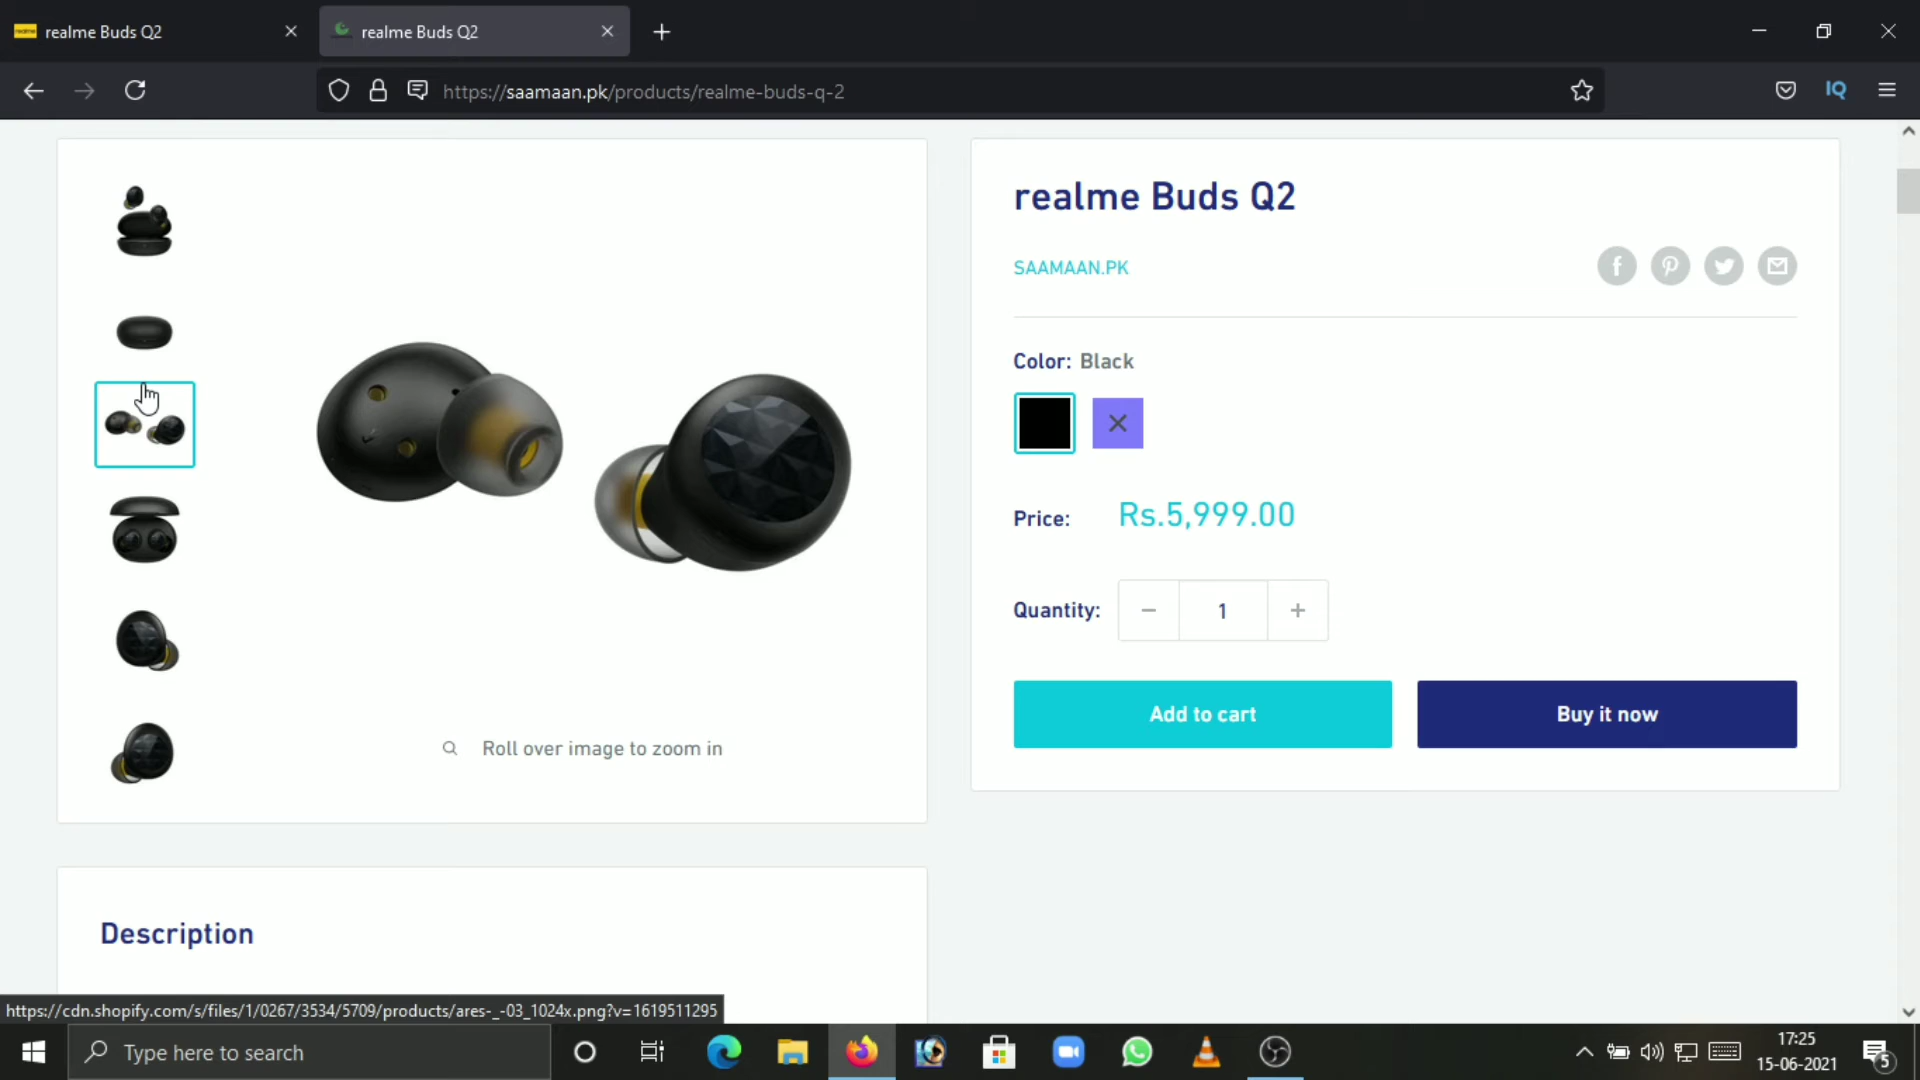 realme Buds Q2
realme Buds Q2
https://saamaan.pk/products/realme-buds-q-2
IQ
realme Buds Q2
SAAMAAN.PK
Color: Black
Price: Rs.5,999.00
Quantity: 1
Add to cart
Buy it now
Roll over image to zoom in
Description
https://cdn.shopify.com/s/files/1/0267/3534/5709/products/ares-_-03_1024x.png?v=1619511295
Type here to search
17:25
15-06-2021
5